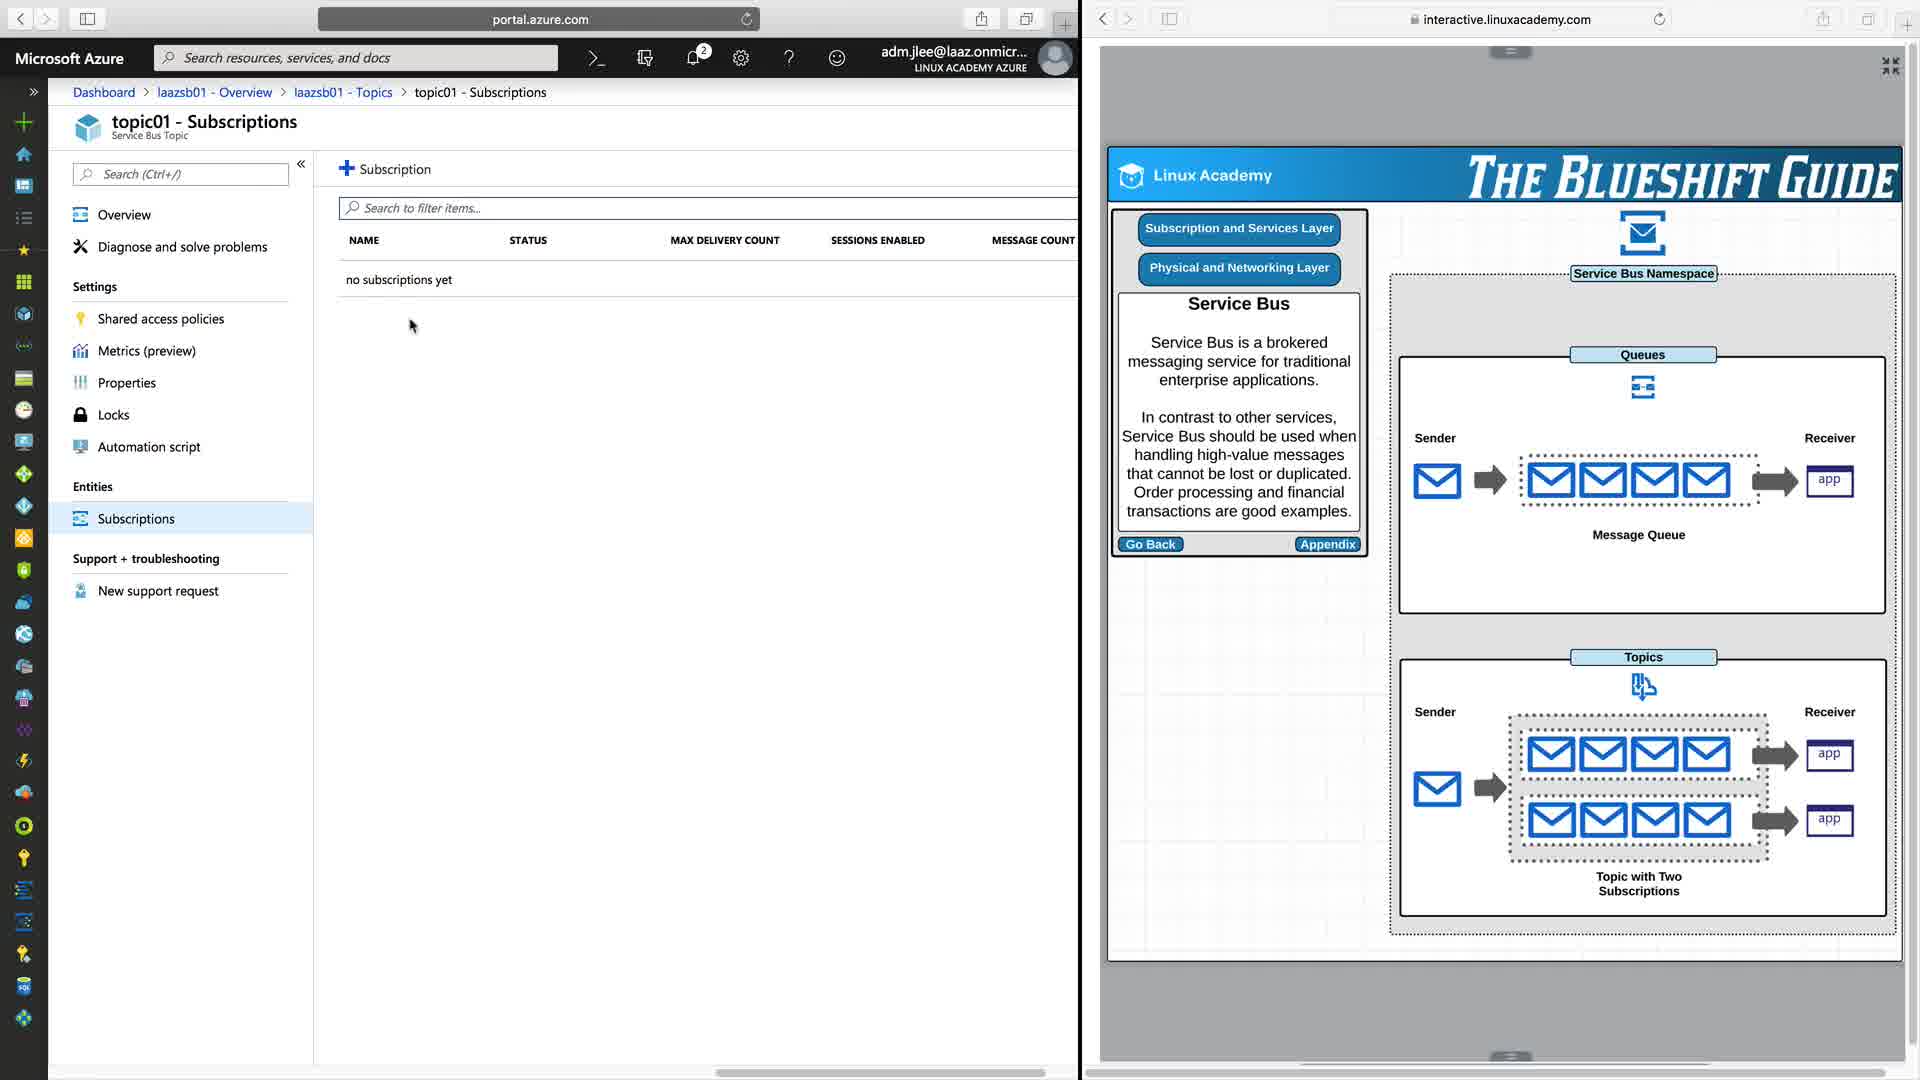 portal.azure.com
Microsoft Azure
Search resources, services, and docs
2
adm.jlee@laaz.onmicr...
LINUX ACADEMY AZURE
Dashboard > laazsb01 - Overview > laazsb01 - Topics > topic01 - Subscriptions
topic01 - Subscriptions
Service Bus Topic
Search (Ctrl+/)
Overview
Diagnose and solve problems
Settings
Shared access policies
Metrics (preview)
Properties
Locks
Automation script
Entities
Subscriptions
Support + troubleshooting
New support request
Subscription
Search to filter items...
NAME STATUS MAX DELIVERY COUNT SESSIONS ENABLED MESSAGE COUNT
no subscriptions yet
interactive.linuxacademy.com
Linux Academy
THE BLUESHIFT GUIDE
Subscription and Services Layer
Physical and Networking Layer
Service Bus
Service Bus is a brokered
messaging service for traditional
enterprise applications.
In contrast to other services,
Service Bus should be used when
handling high-value messages
that cannot be lost or duplicated.
Order processing and financial
transactions are good examples.
Go Back
Appendix
Service Bus Namespace
Queues
Sender
Receiver
app
Message Queue
Topics
Sender
Receiver
app
app
Topic with Two
Subscriptions